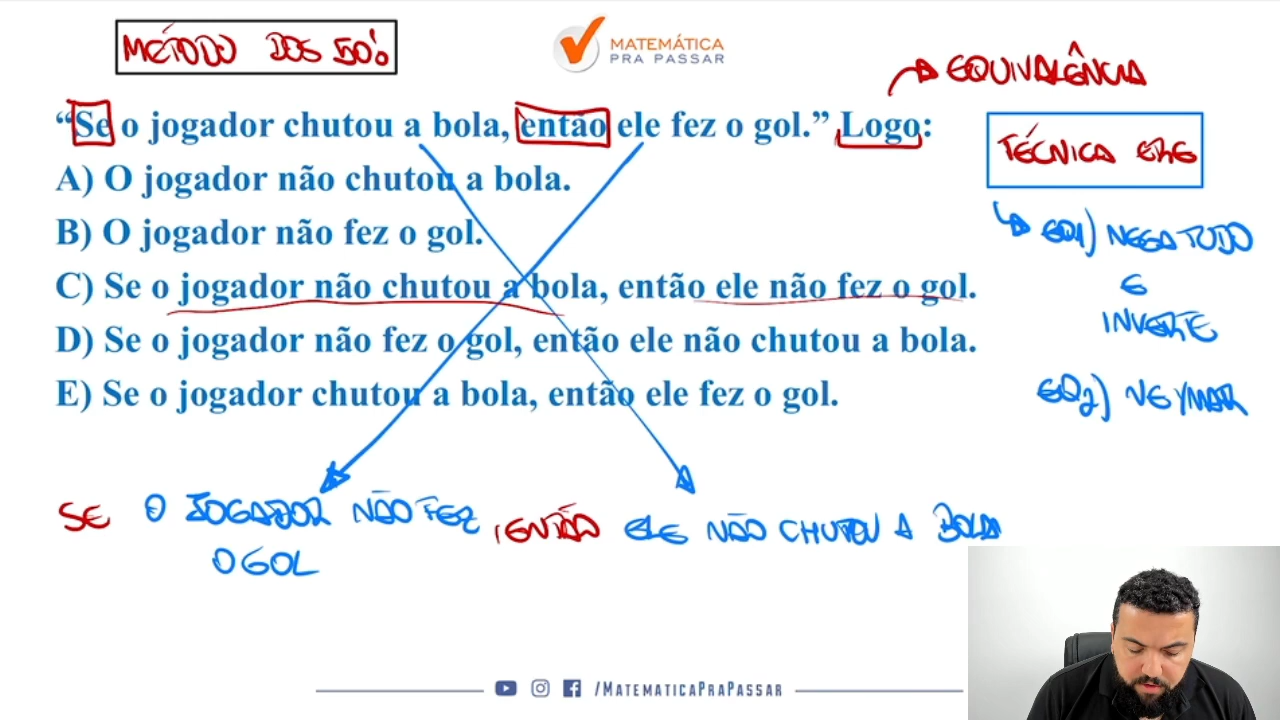 MÉTODO DOS 50's
MATEMÁTICA
PRA PASSAR
EQUIVALÊNCIA
“Se o jogador chutou a bola, então ele fez o gol.” Logo:
TÉCNICA ERE
A) O jogador não chutou a bola.
B) O jogador não fez o gol.
EQ1) NEGA TUDO
E
INVERTE
C) Se o jogador não chutou a bola, então ele não fez o gol.
D) Se o jogador não fez o gol, então ele não chutou a bola.
E) Se o jogador chutou a bola, então ele fez o gol.
EQ2) NEYMAR
SE O JOGADOR NÃO FEZ , ENTÃO ELE NÃO CHUTOU A BOLA
O GOL
/MATEMATICAPRAPASSAR